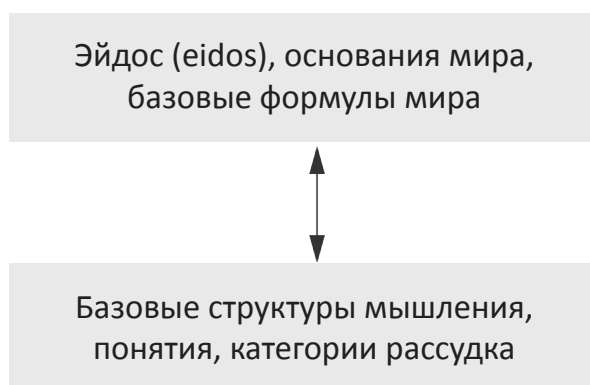 Эйдос (eidos), основания мира,
базовые формулы мира
Базовые структуры мышления,
понятия, категории рассудка